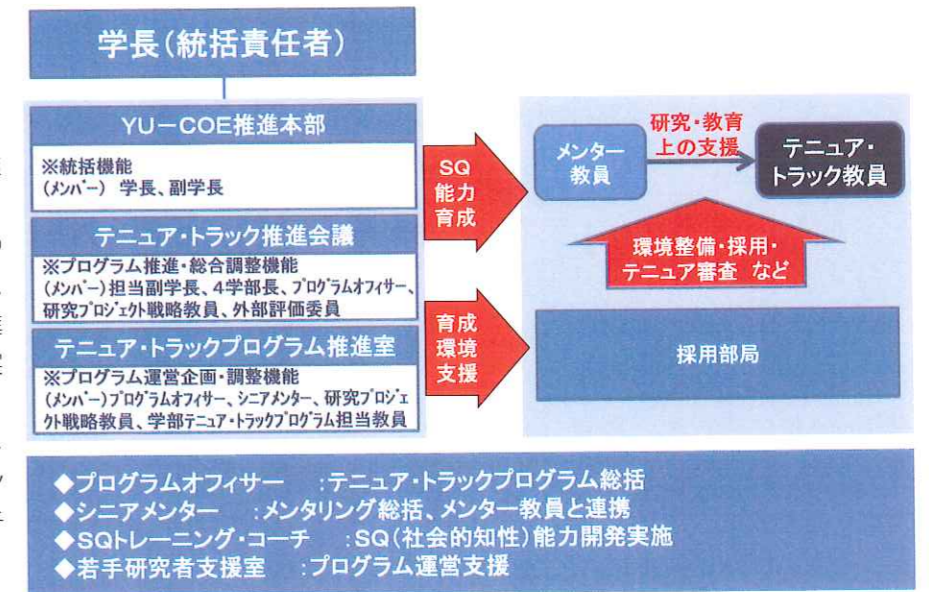 学長(統括責任者)
YU－COE推進本部
※統括機能
(ﾒﾝﾊﾞｰ) 学長、副学長
テニュア・トラック推進会議
※プログラム推進・総合調整機能
(ﾒﾝﾊﾞｰ)担当副学長、4学部長、ﾌﾟﾛｸﾞﾗﾑｵﾌｨｻｰ、
研究ﾌﾟﾛｼﾞｪｸﾄ戦略教員、外部評価委員
テニュア・トラックプログラム推進室
※プログラム運営企画・調整機能
(ﾒﾝﾊﾞｰ)ﾌﾟﾛｸﾞﾗﾑｵﾌｨｻｰ、シニアメンター、研究ﾌﾟﾛｼﾞｪ
ｸﾄ戦略教員、学部ﾃﾆｭｱ・ﾄﾗｯｸﾌﾟﾛｸﾞﾗﾑ担当教員
SQ
能力
育成
育成
環境
支援
メンター
教員
研究・教育
上の支援
テニュア・
トラック教員
環境整備・採用・
テニュア審査 など
採用部局
◆プログラムオフィサー :テニュア・トラックプログラム総括
◆シニアメンター :メンタリング総括、メンター教員と連携
◆SQトレーニング・コーチ :SQ(社会的知性)能力開発実施
◆若手研究者支援室 :プログラム運営支援